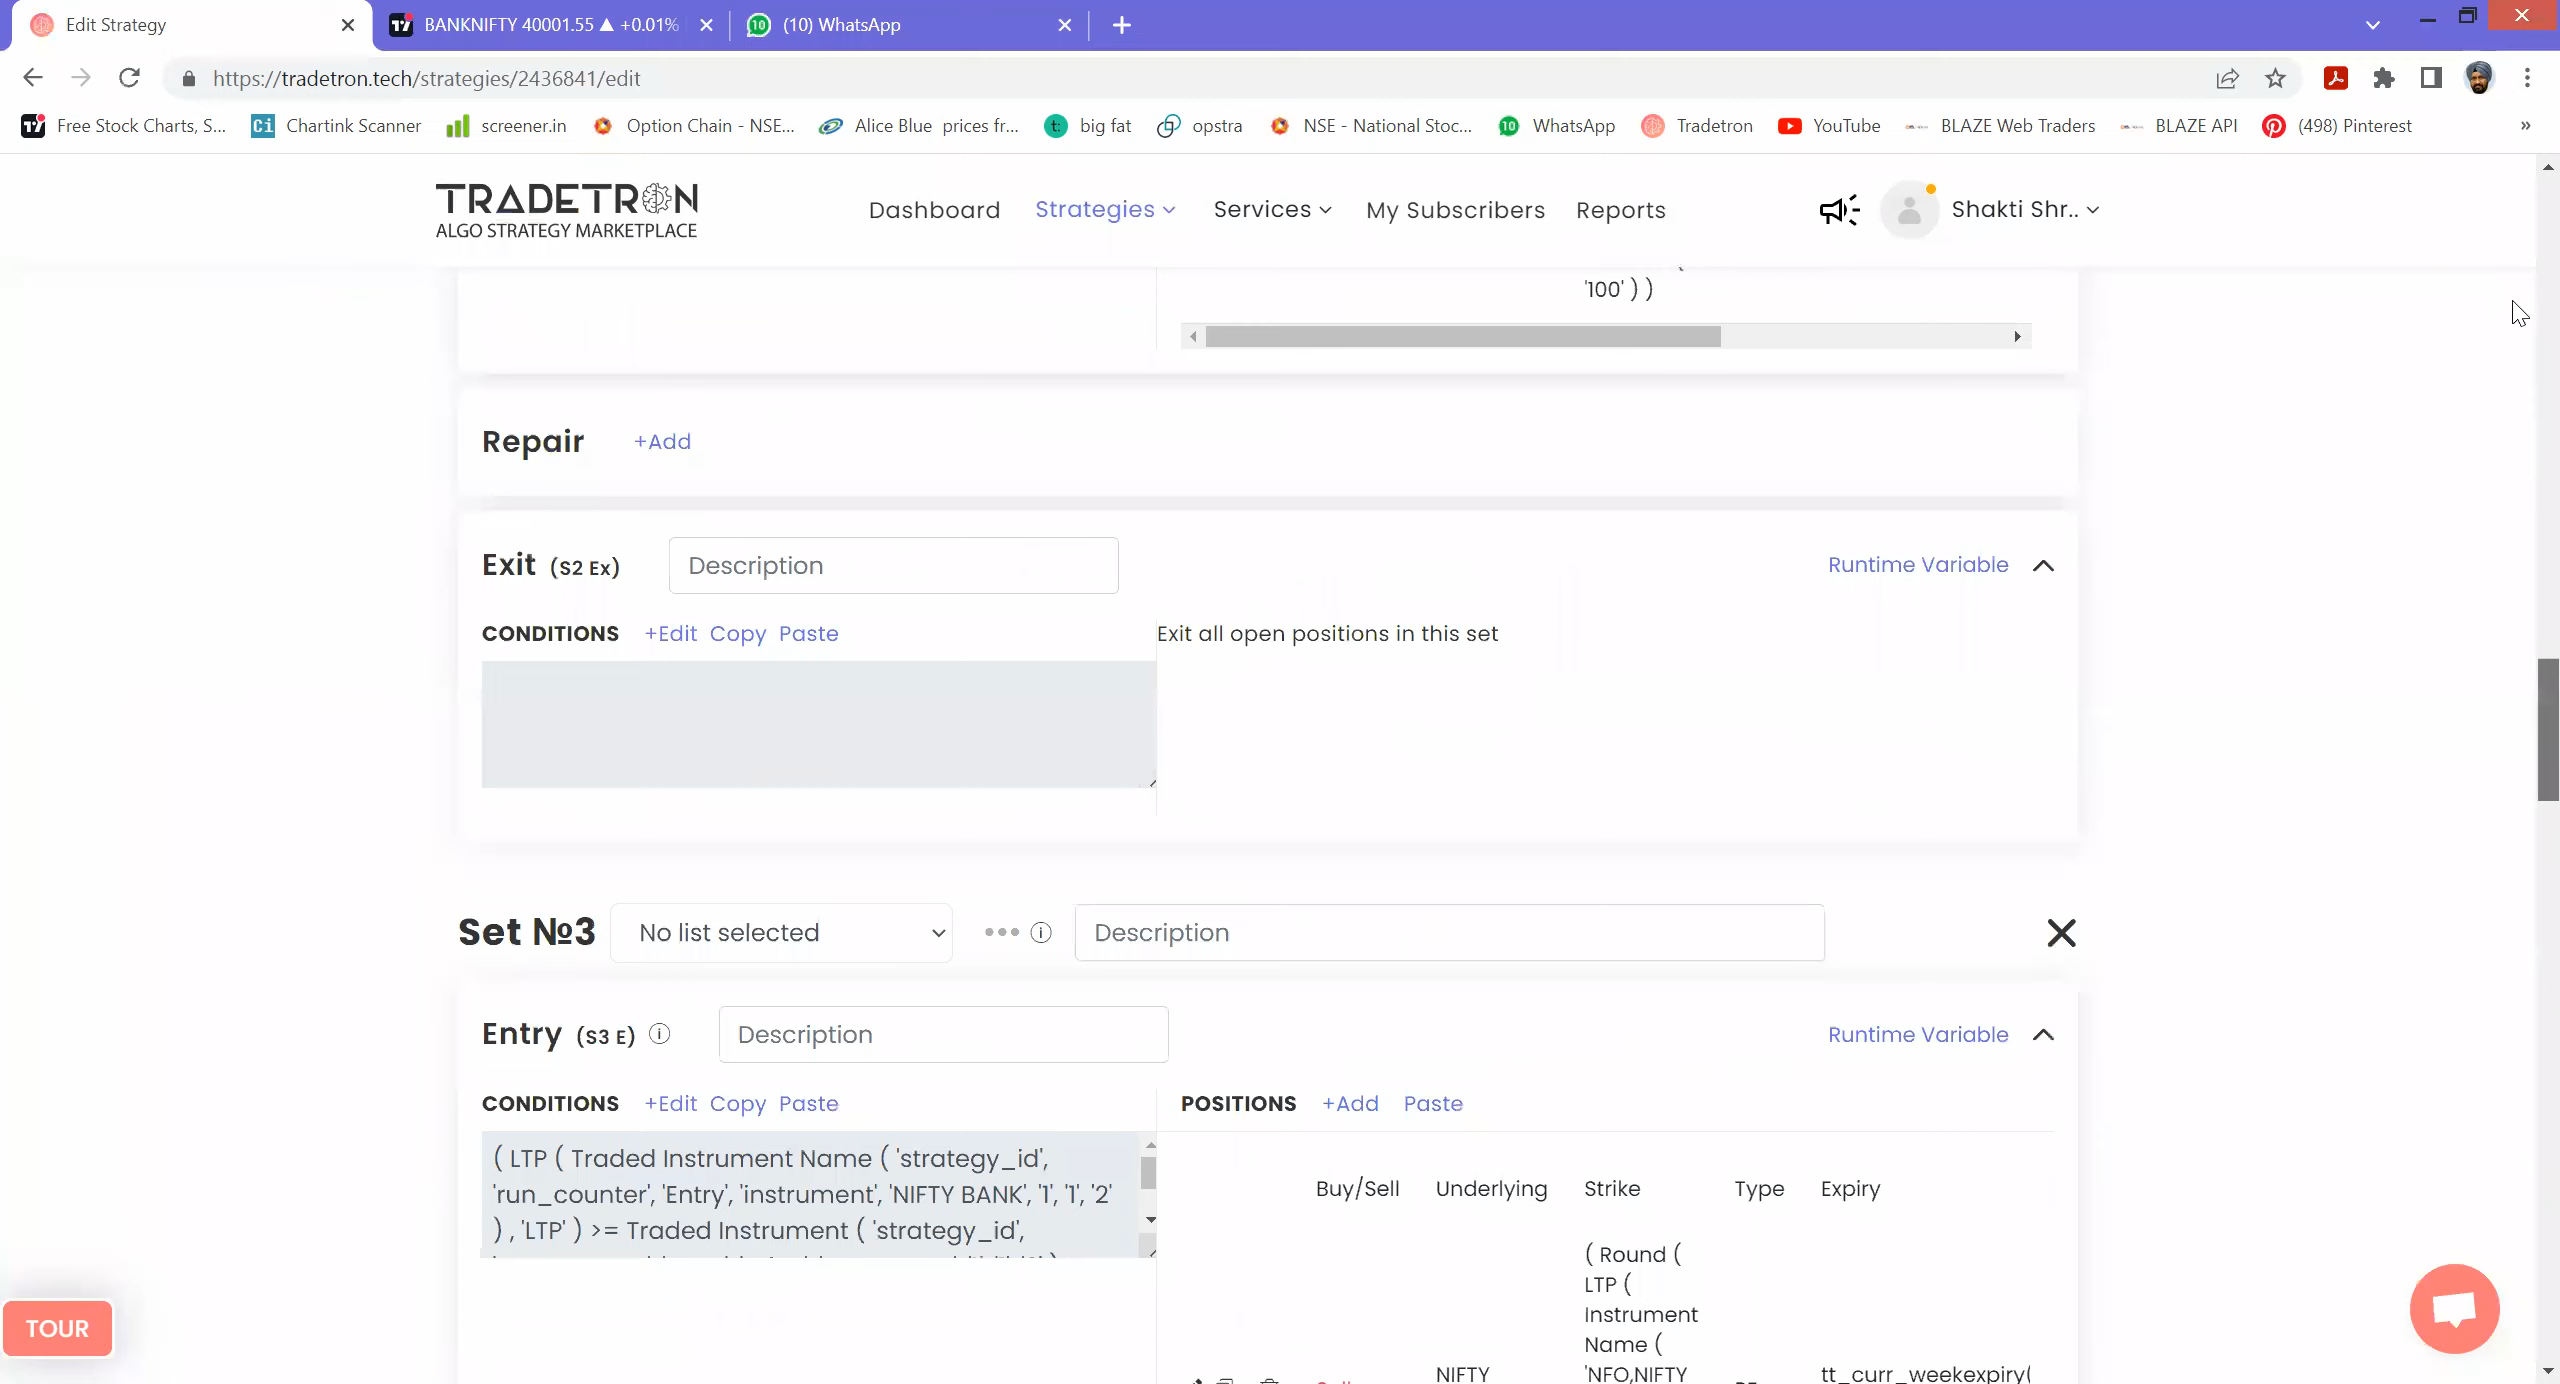 Edit Strategy
BANKNIFTY 40001.55 ▲ +0.01%
(10) WhatsApp
https://tradetron.tech/strategies/2436841/edit
Free Stock Charts, S...
Chartink Scanner
screener.in
Option Chain - NSE...
Alice Blue prices fr...
big fat
opstra
NSE - National Stoc...
WhatsApp
Tradetron
YouTube
BLAZE Web Traders
BLAZE API
(498) Pinterest
»
TRADETRON
ALGO STRATEGY MARKETPLACE
Dashboard
Strategies
Services
My Subscribers
Reports
Shakti Shr..
'100' ) )
Repair
+Add
Exit (S2 Ex)
Description
Runtime Variable
CONDITIONS
+Edit Copy Paste
Exit all open positions in this set
Set №3
No list selected
Description
Entry (S3 E)
Description
Runtime Variable
CONDITIONS
+Edit Copy Paste
POSITIONS
+Add Paste
( LTP ( Traded Instrument Name ( 'strategy_id',
'run_counter', 'Entry', 'instrument', 'NIFTY BANK', '1', '1', '2'
) , 'LTP' ) >= Traded Instrument ( 'strategy_id',
Buy/Sell
Underlying
Strike
Type
Expiry
( Round (
LTP (
Instrument
Name (
'NFO,NIFTY
NIFTY
tt_curr_weekexpiry(
TOUR